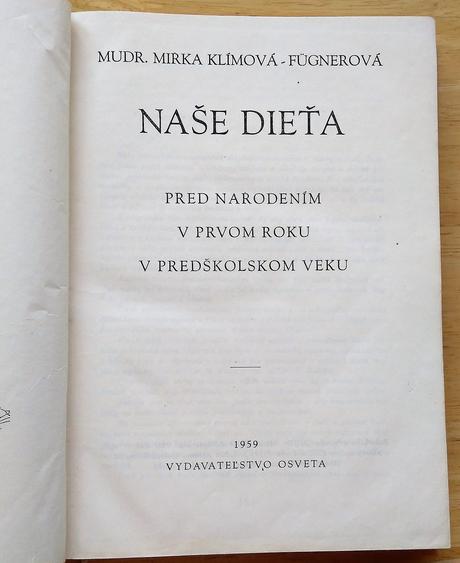 MUDR. MIRKA KLÍMOVÁ - FÜGNEROVÁ
NAŠE DIEŤA
PRED NARODENÍM
V PRVOM ROKU
V PREDŠKOLSKOM VEKU
1959
VYDAVATEĽSTVO OSVETA